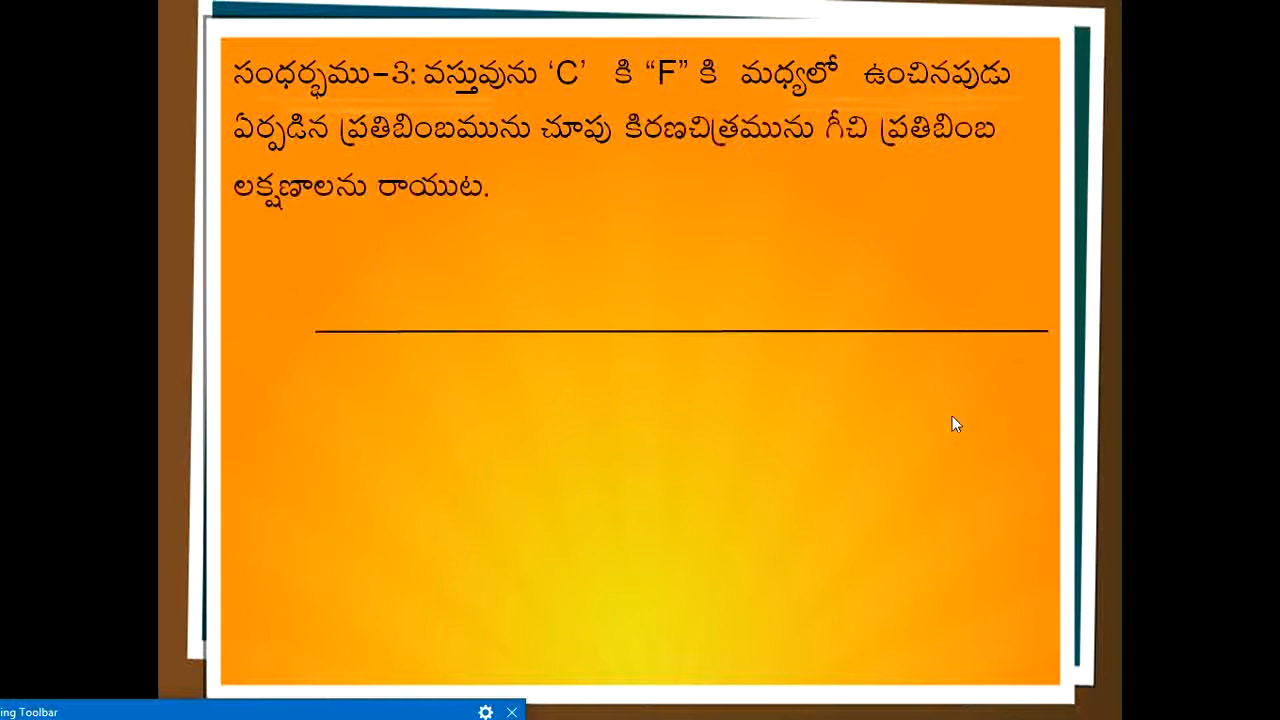 సంధర్భము-3: వస్తువును ‘C’ కి “F” కి మధ్యలో ఉంచినపుడు
ఏర్పడిన ప్రతిబింబమును చూపు కిరణచిత్రమును గీచి ప్రతిబింబ
లక్షణాలను రాయుట.
ing Toolbar